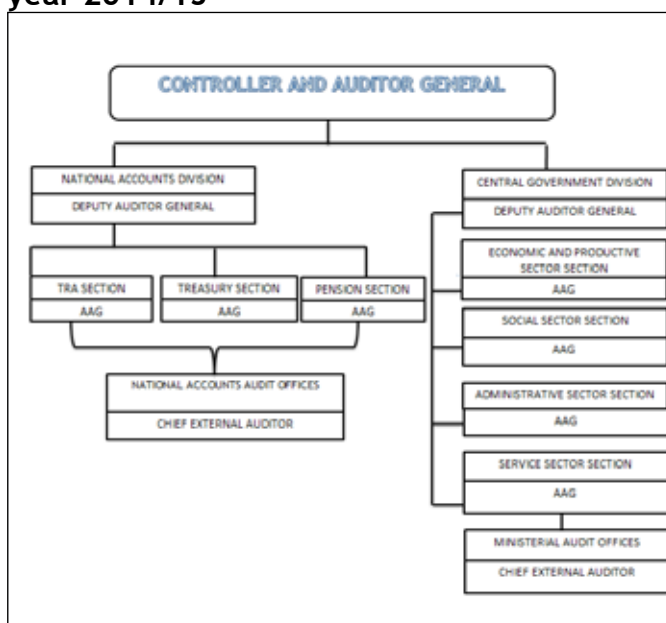 year 2014/15
CONTROLLER AND AUDITOR GENERAL
NATIONAL ACCOUNTS DIVISION
DEPUTY AUDITOR GENERAL
TRA SECTION
AAG
TREASURY SECTION
AAG
PENSION SECTION
AAG
NATIONAL ACCOUNTS AUDIT OFFICES
CHIEF EXTERNAL AUDITOR
CENTRAL GOVERNMENT DIVISION
DEPUTY AUDITOR GENERAL
ECONOMIC AND PRODUCTIVE
SECTOR SECTION
AAG
SOCIAL SECTOR SECTION
AAG
ADMINISTRATIVE SECTOR SECTION
AAG
SERVICE SECTOR SECTION
AAG
MINISTERIAL AUDIT OFFICES
CHIEF EXTERNAL AUDITOR